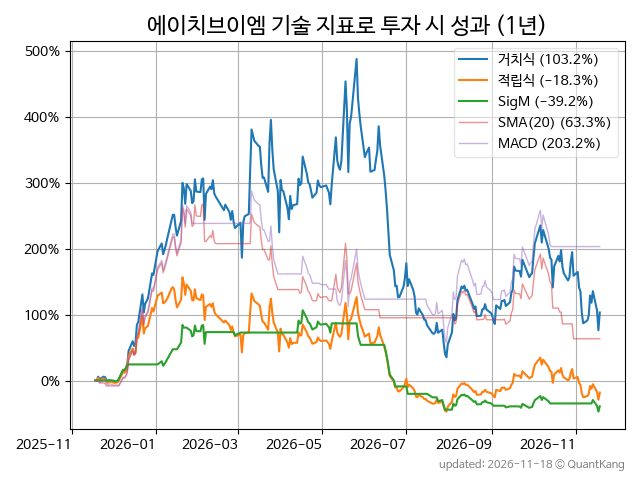 에이치브이엠 기술 지표로 투자 시 성과 (1년)
500%
400%
300%
200%
100%
0%
거치식 (103.2%)
적립식 (−18.3%)
SigM (−39.2%)
SMA(20) (63.3%)
MACD (203.2%)
2025-11
2026-01
2026-03
2026-05
2026-07
2026-09
2026-11
updated: 2026-11-18 © QuantKang